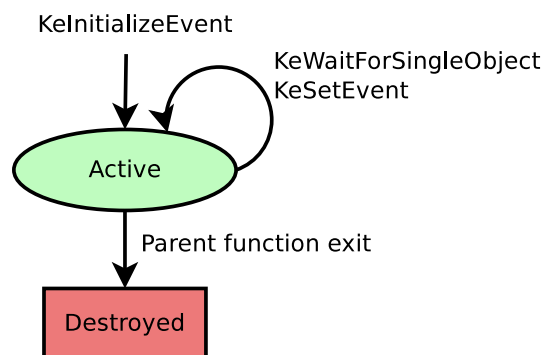 KeInitializeEvent
KeWaitForSingleObject
KeSetEvent
Active
Parent function exit
Destroyed